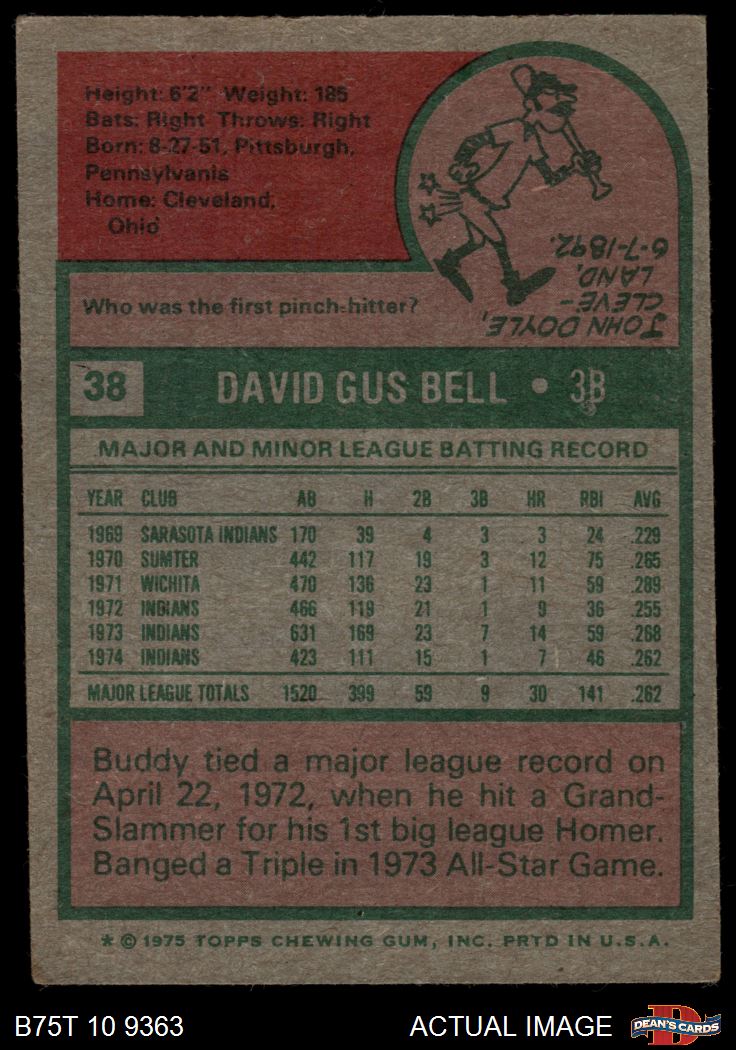 Height: 6'2" Weight: 185
Bats: Right Throws: Right
Born: 8-27-51, Pittsburgh,
Pennsylvania
Home: Cleveland,
Ohio
Who was the first pinch-hitter?
JOHN DOYLE,
CLEVE-
LAND,
6-7-1892.
38 DAVID GUS BELL • 3B
MAJOR AND MINOR LEAGUE BATTING RECORD
YEAR CLUB AB H 2B 3B HR RBI AVG
1969 SARASOTA INDIANS 170 39 4 3 3 24 .229
1970 SUMTER 442 117 19 3 12 75 .265
1971 WICHITA 470 136 23 1 11 59 .289
1972 INDIANS 466 119 21 1 9 36 .255
1973 INDIANS 631 169 23 7 14 59 .268
1974 INDIANS 423 111 15 1 7 46 .262
MAJOR LEAGUE TOTALS 1520 399 59 9 30 141 .262
Buddy tied a major league record on
April 22, 1972, when he hit a Grand-
Slammer for his 1st big league Homer.
Banged a Triple in 1973 All-Star Game.
* © 1975 TOPPS CHEWING GUM, INC. PRTD IN U.S.A.
B75T 10 9363 ACTUAL IMAGE
DEAN'S CARDS